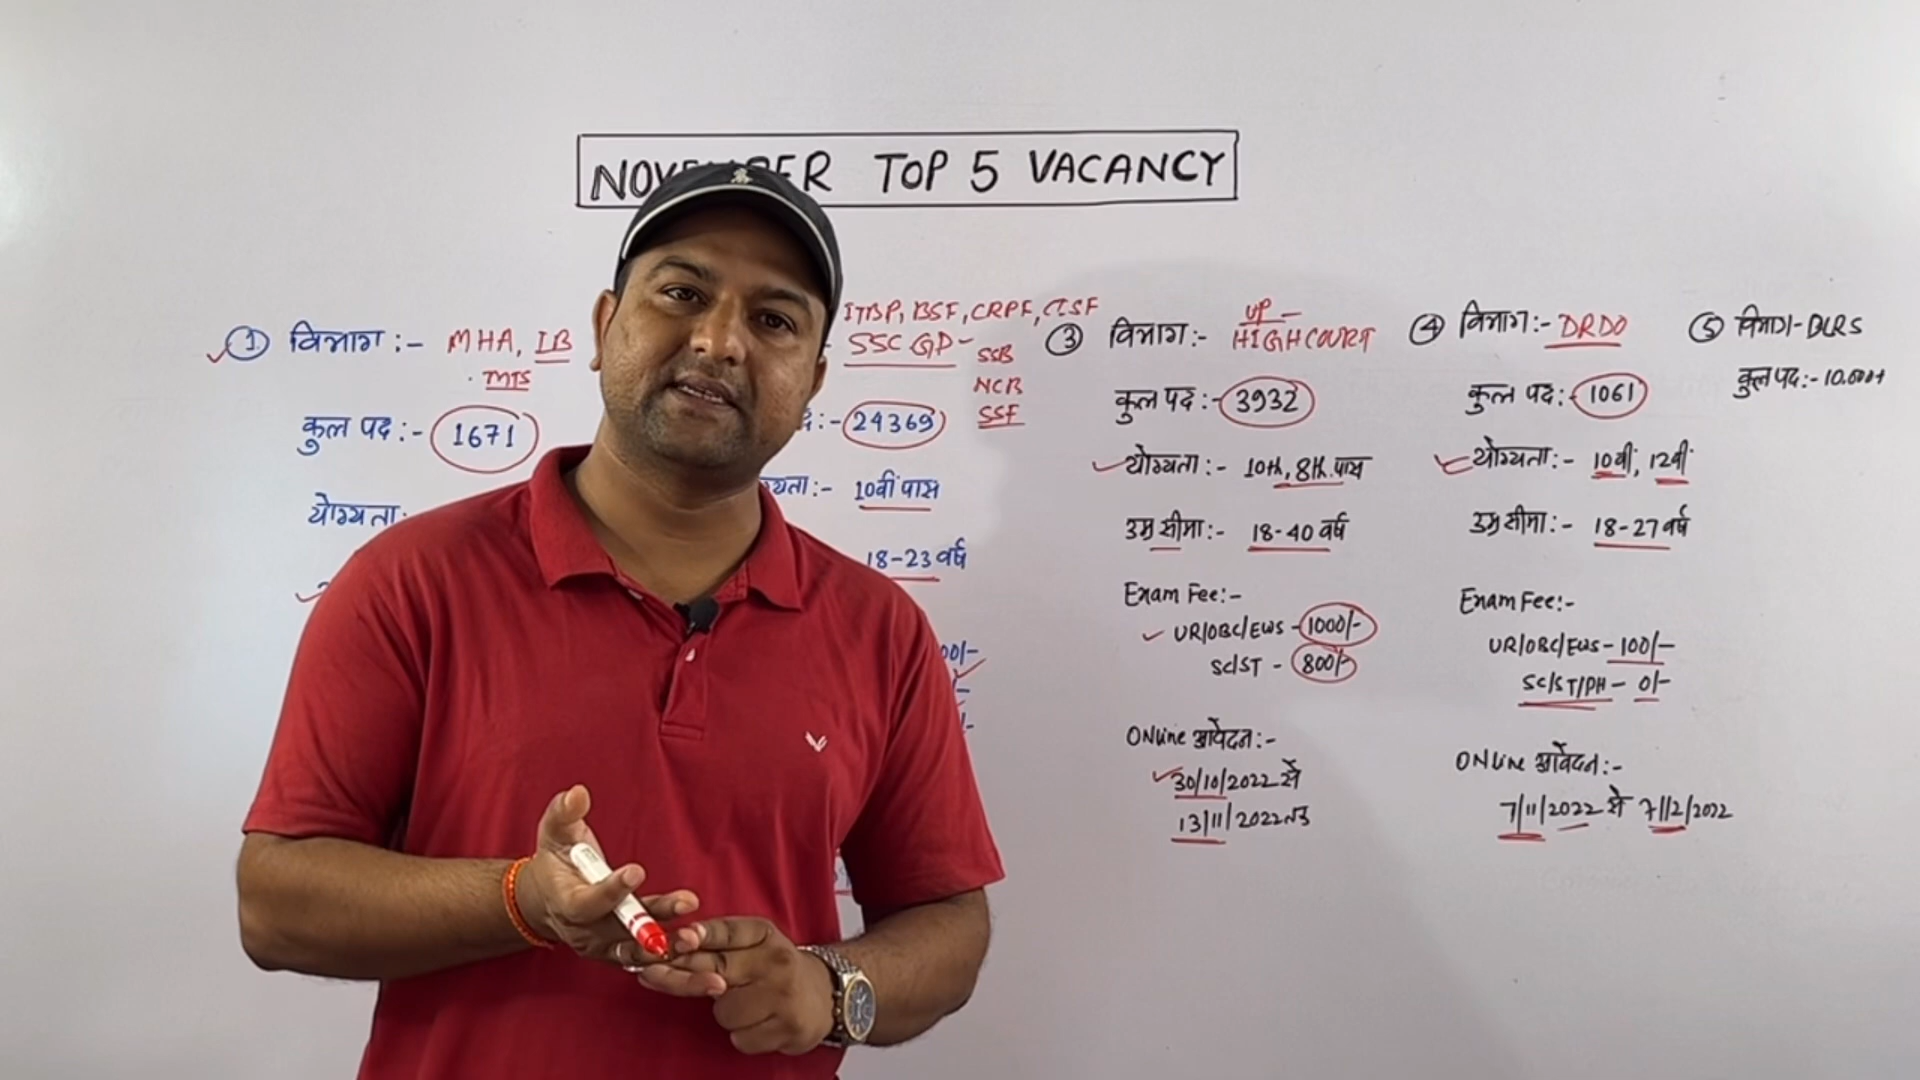 TOP 5 VACANCY
① विभाग :- MHA, IB
MTS
कुल पद :- 1671
योग्यता :
ITBP, BSF, CRPF, CISF
SSC GD -
SSB
NCB
SSF
:- 24369
यता :- 10वीं पास
18-23 वर्ष
00/-
③ विभाग :- UP -
HIGH COURT
कुल पद :- 3932
योग्यता :- 10th, 8th. पास
उम्र सीमा :- 18-40 वर्ष
Exam Fee :-
UR/OBC/EWS - 1000/-
SC/ST - 800/-
ONLine आवेदन :-
30/10/2022 से
13/11/2022 तक
④ विभाग :- DRDO
कुल पद :- 1061
योग्यता :- 10वीं, 12वीं
उम्र सीमा :- 18-27 वर्ष
Exam Fee :-
UR/OBC/EWS - 100/-
SC/ST/PH - 0/-
ONLine आवेदन :-
7/11/2022 से 7/12/2022
⑤ विभाग - DLRS
कुल पद :- 10,000+